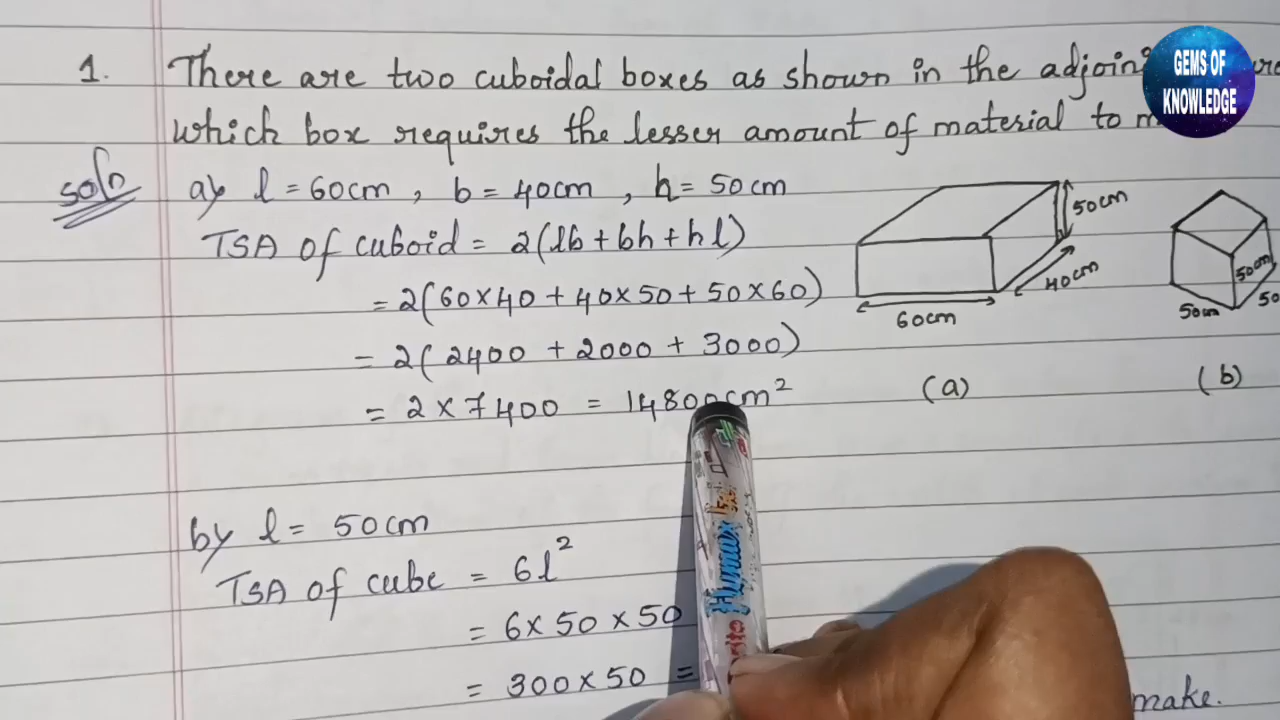 1. There are two cuboidal boxes as shown in the
which box requires the lesser amount of material to
soln a) l = 60cm, b = 40cm, h = 50cm
TSA of cuboid = 2(lb + bh + hl)
= 2(60×40 + 40×50 + 50×60)
= 2(2400 + 2000 + 3000)
= 2 × 7400 = 14800cm²
50cm
40cm
60cm
(a)
50cm
50cm
50
(b)
b) l = 50cm
TSA of cube = 6l²
= 6 × 50 × 50
= 300 × 50 =
make.
GEMS OF
KNOWLEDGE
Hunax